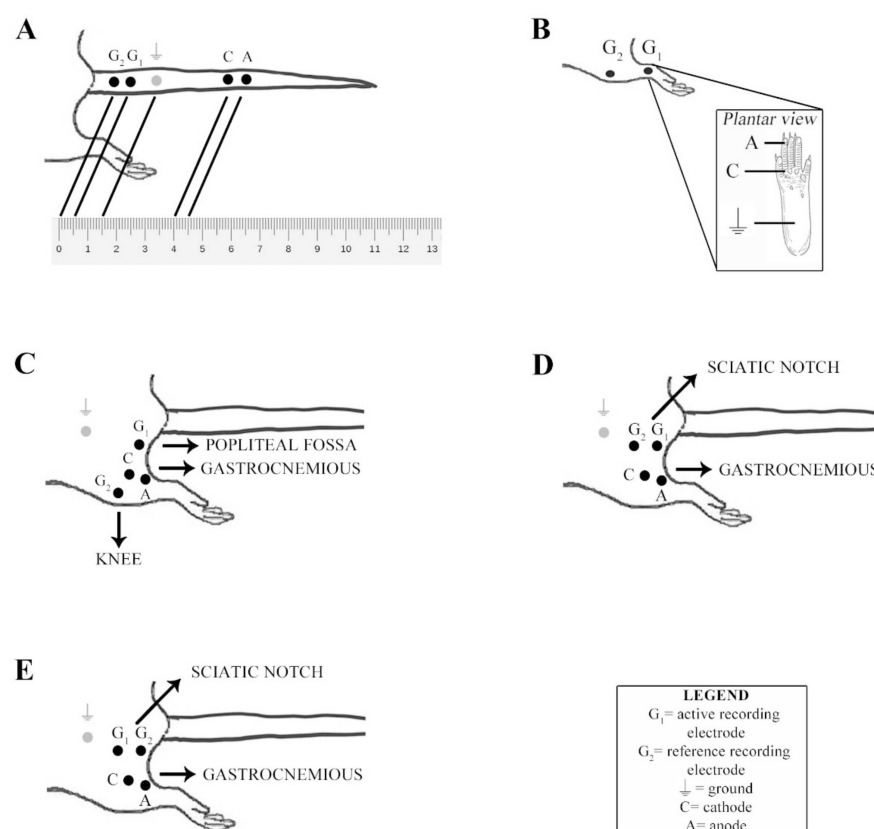 A
G2 G1
C A
0 1 2 3 4 5 6 7 8 9 10 11 12 13
B
G2 G1
Plantar view
A
C
C
G1
POPLITEAL FOSSA
C
GASTROCNEMIOUS
G2
A
KNEE
D
SCIATIC NOTCH
G2 G1
C
GASTROCNEMIOUS
A
E
SCIATIC NOTCH
G1 G2
C
GASTROCNEMIOUS
A
LEGEND
G1= active recording
electrode
G2= reference recording
electrode
= ground
C= cathode
A= anode